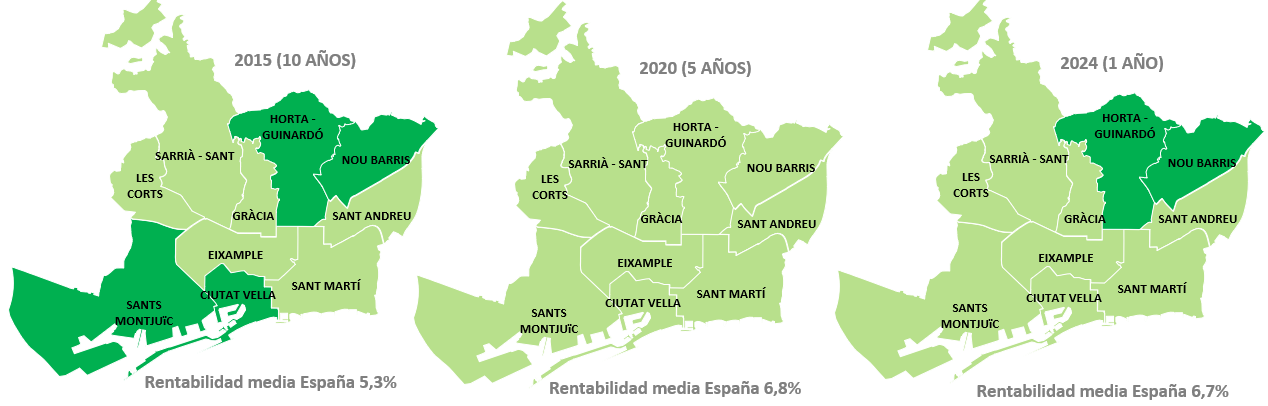 2015 (10 AÑOS)
HORTA -
GUINARDÓ
NOU BARRIS
SARRIÀ - SANT
LES
CORTS
GRÀCIA
SANT ANDREU
EIXAMPLE
SANT MARTÍ
CIUTAT VELLA
SANTS
MONTJUÏC
Rentabilidad media España 5,3%
2020 (5 AÑOS)
HORTA -
GUINARDÓ
SARRIÀ - SANT
NOU BARRIS
LES
CORTS
GRÀCIA
SANT ANDREU
EIXAMPLE
SANT MARTÍ
CIUTAT VELLA
SANTS
MONTJUÏC
Rentabilidad media España 6,8%
2024 (1 AÑO)
HORTA -
GUINARDÓ
SARRIÀ - SANT
NOU BARRIS
LES
CORTS
GRÀCIA
SANT ANDREU
EIXAMPLE
SANT MARTÍ
CIUTAT VELLA
SANTS
MONTJUÏC
Rentabilidad media España 6,7%